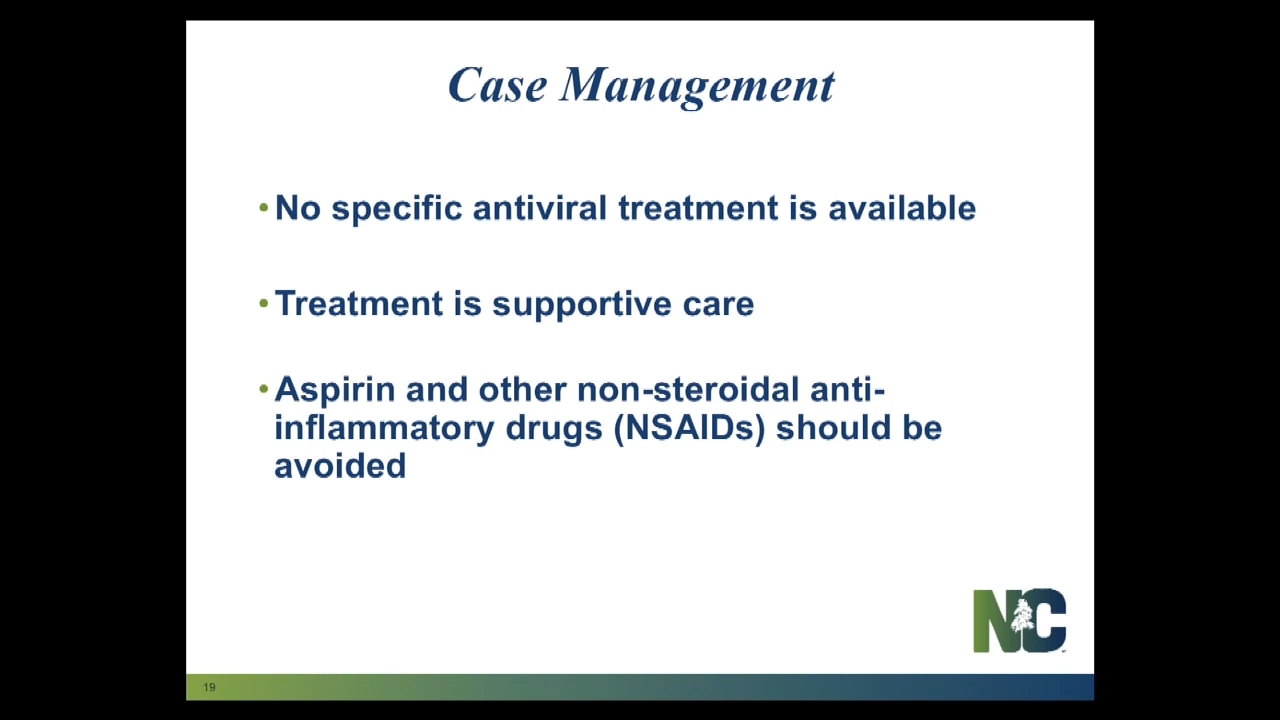 Case Management
•No specific antiviral treatment is available
•Treatment is supportive care
•Aspirin and other non-steroidal anti-
inflammatory drugs (NSAIDs) should be
avoided
NC
19